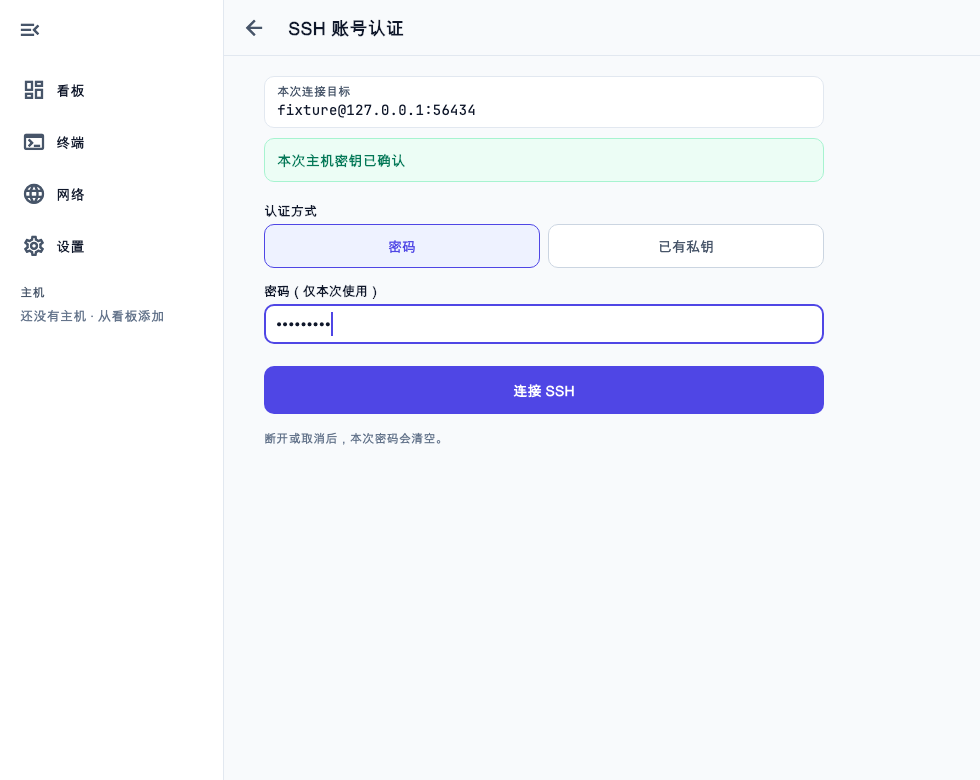 SSH 账号认证
看板
终端
网络
设置
主机
还没有主机 · 从看板添加
本次连接目标
fixture@127.0.0.1:56434
本次主机密钥已确认
认证方式
密码
已有私钥
密码（仅本次使用）
•••••••••
连接 SSH
断开或取消后，本次密码会清空。